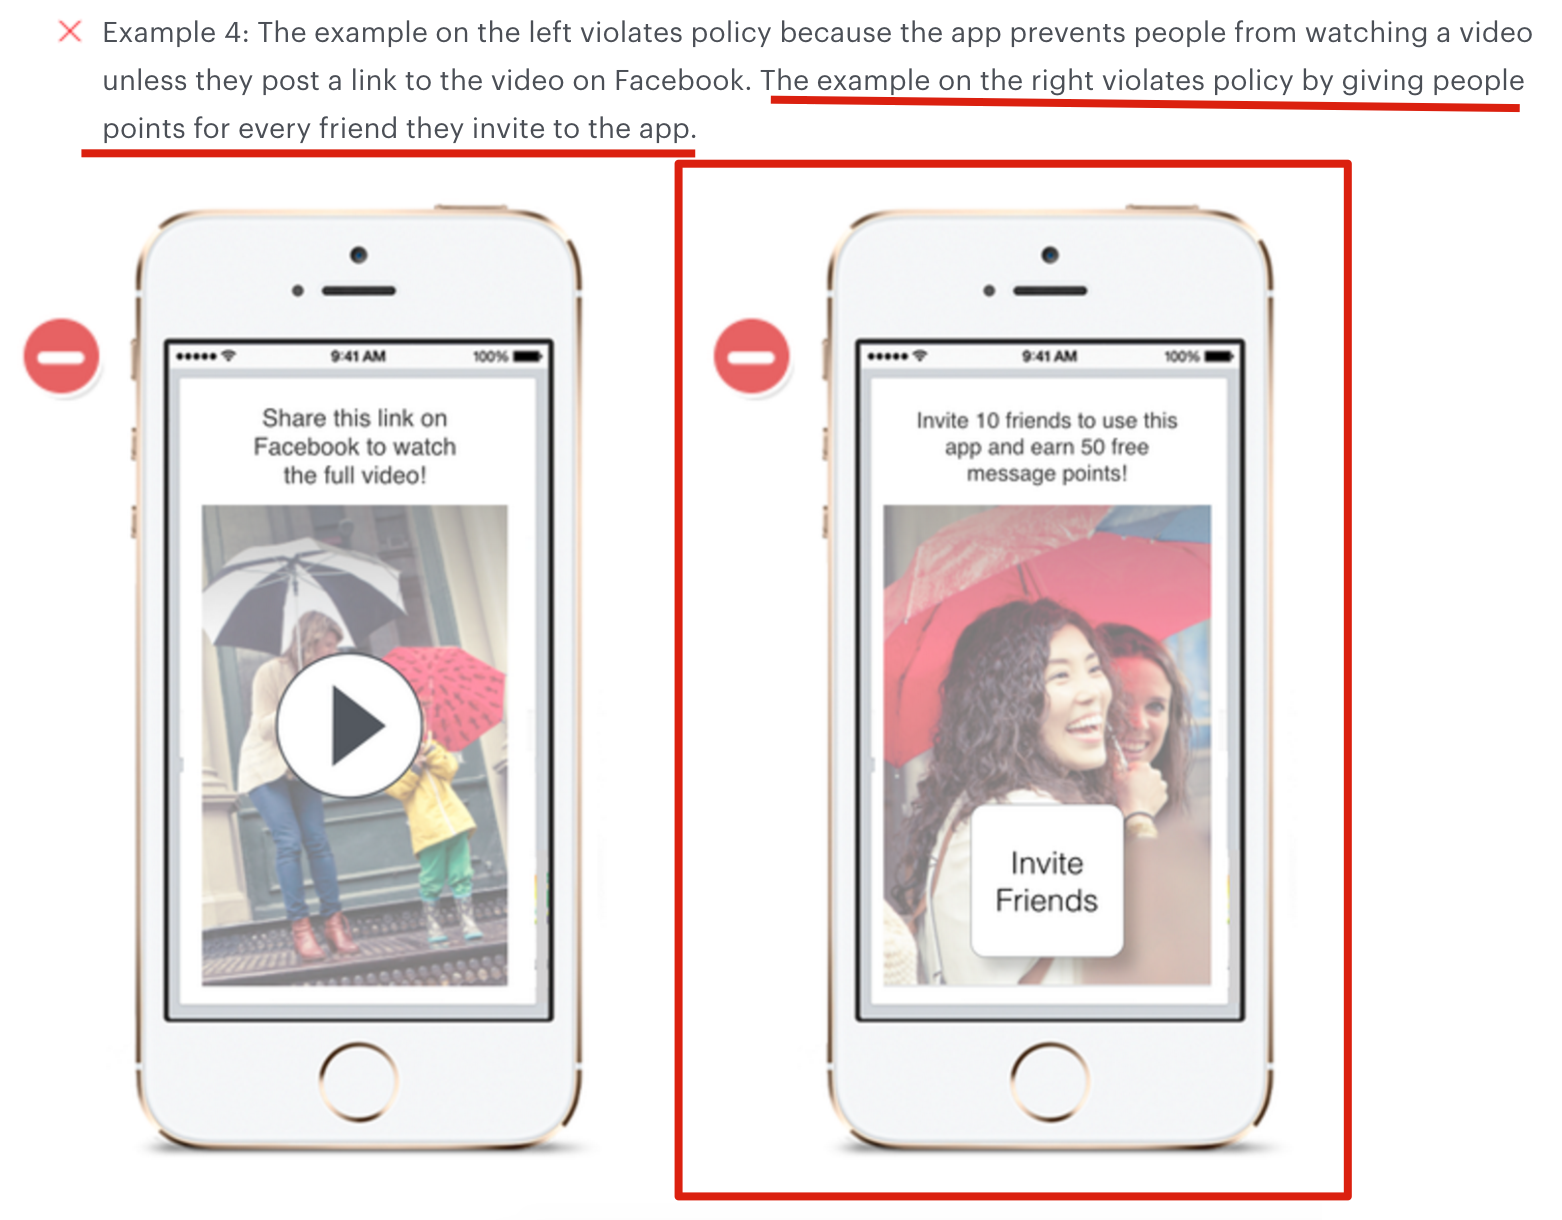 Example 4: The example on the left violates policy because the app prevents people from watching a video
unless they post a link to the video on Facebook. The example on the right violates policy by giving people
points for every friend they invite to the app.
9:41 AM
100%
Share this link on
Facebook to watch
the full video!
9:41 AM
100%
Invite 10 friends to use this
app and earn 50 free
message points!
Invite
Friends